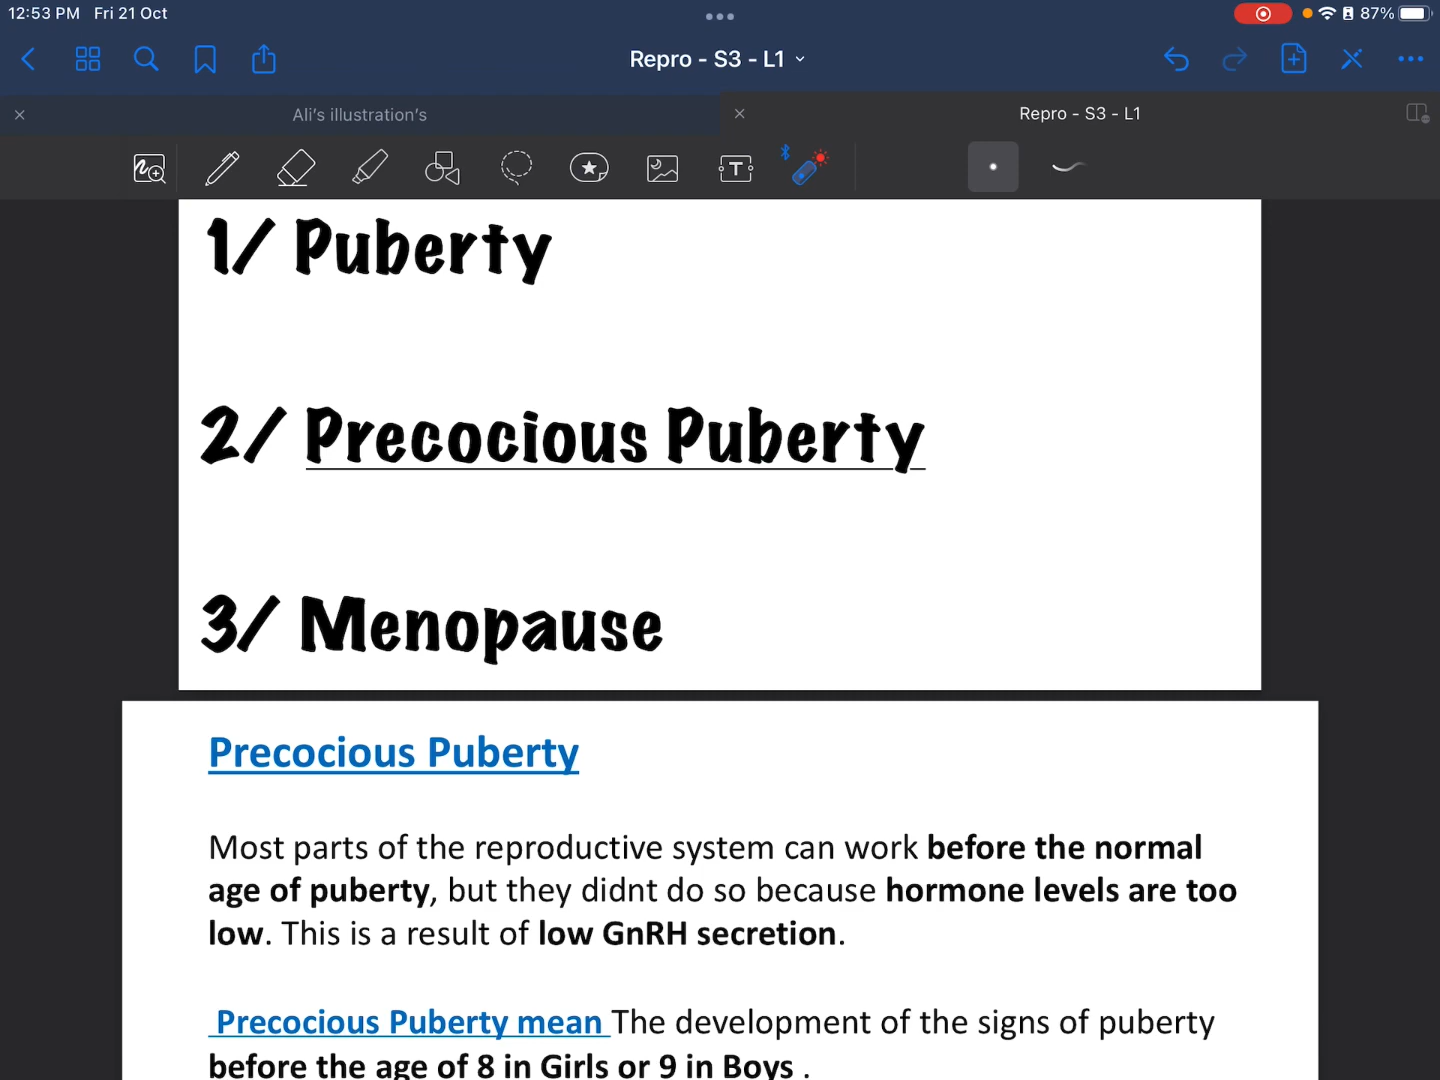 12:53 PM Fri 21 Oct
87%
Repro - S3 - L1
Ali's illustration's
Repro - S3 - L1
1/ Puberty
2/ Precocious Puberty
3/ Menopause
Precocious Puberty
Most parts of the reproductive system can work before the normal
age of puberty, but they didnt do so because hormone levels are too
low. This is a result of low GnRH secretion.
Precocious Puberty mean The development of the signs of puberty
before the age of 8 in Girls or 9 in Boys .